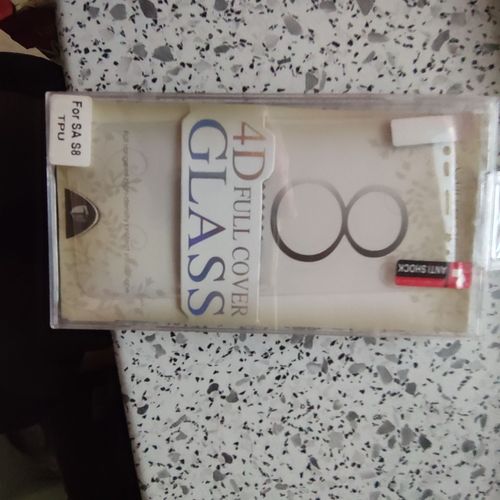 For SA S8
TPU
4D
FULL COVER
GLASS
8
ANTI SHOCK